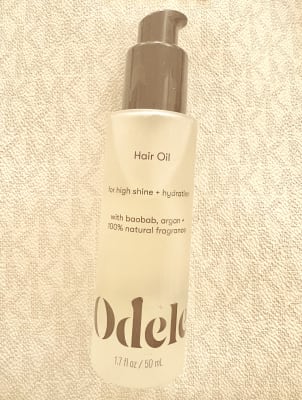 Hair Oil
for high shine + hydration
with baobab, argan +
100% natural fragrance
Odele
1.7 fl oz / 50 mL